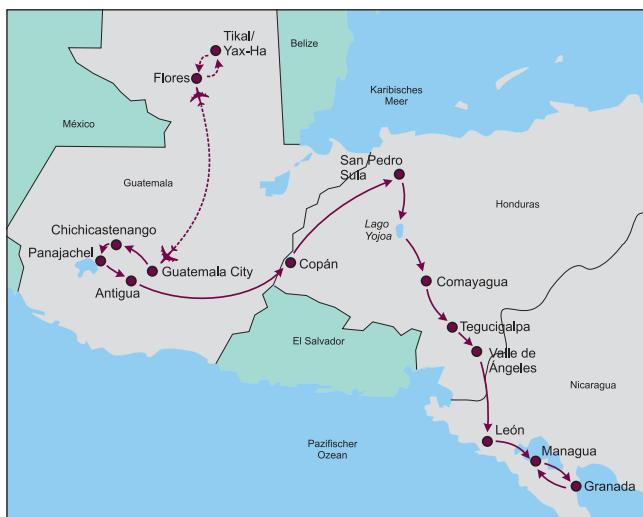 Tikal/
Yax-Ha
Belize
Flores
Karibisches
Meer
México
San Pedro
Sula
Guatemala
Honduras
Chichicastenango
Lago
Yojoa
Panajachel
Guatemala City
Copán
Antigua
Comayagua
Tegucigalpa
El Salvador
Valle de
Ángeles
Nicaragua
León
Pazifischer
Ozean
Managua
Granada